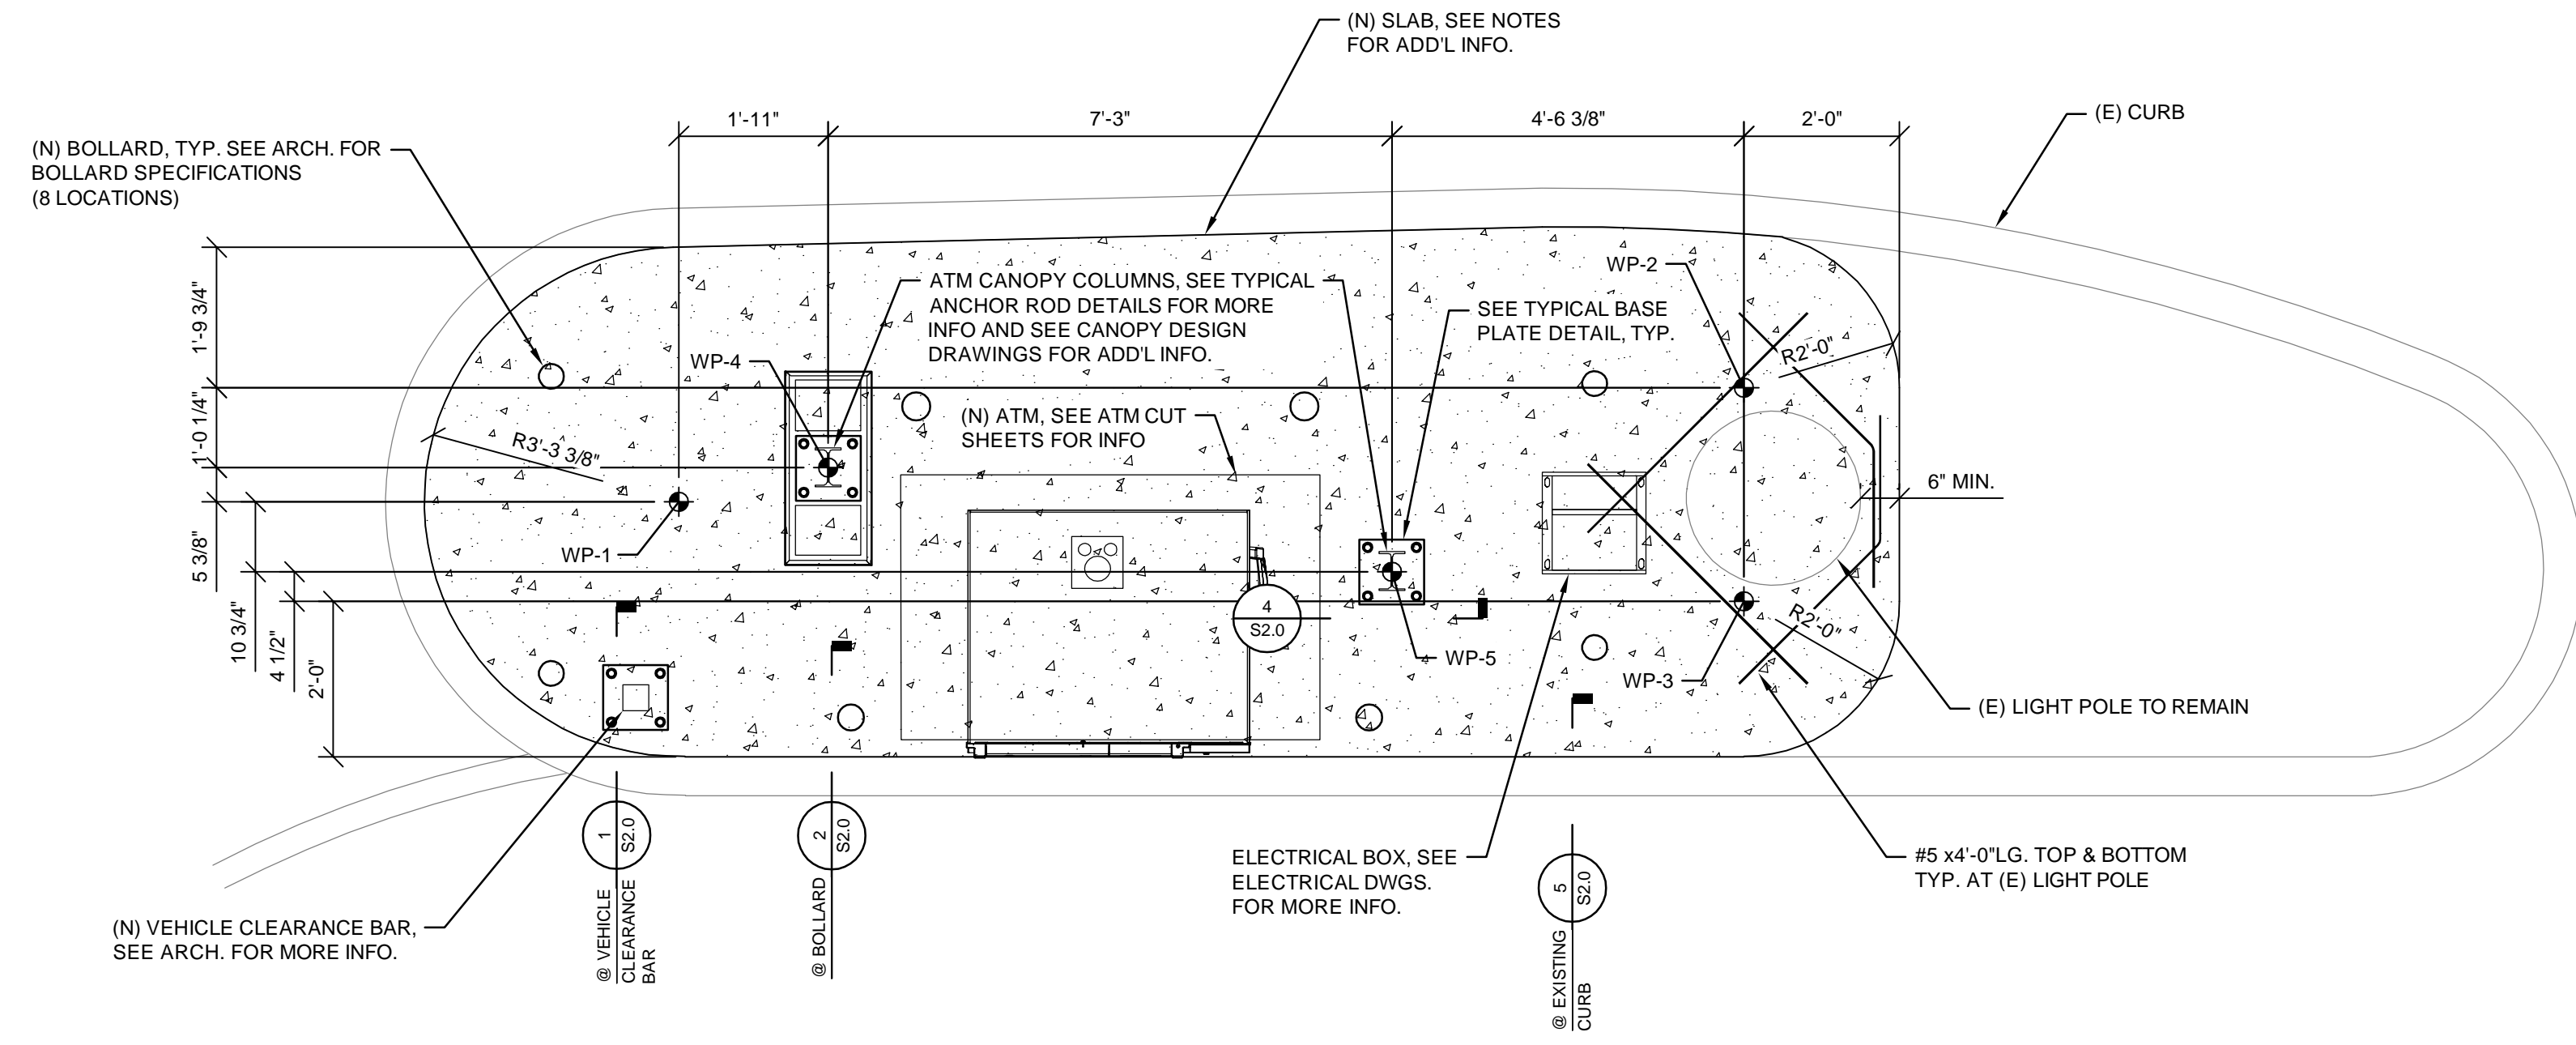 (N) SLAB, SEE NOTES
FOR ADD'L INFO.
(E) CURB
1'-11"
7'-3"
4'-6 3/8"
2'-0"
(N) BOLLARD, TYP. SEE ARCH. FOR
BOLLARD SPECIFICATIONS
(8 LOCATIONS)
ATM CANOPY COLUMNS, SEE TYPICAL
ANCHOR ROD DETAILS FOR MORE
INFO AND SEE CANOPY DESIGN
DRAWINGS FOR ADD'L INFO.
WP-2
SEE TYPICAL BASE
PLATE DETAIL, TYP.
1'-9 3/4"
WP-4
R2'-0"
(N) ATM, SEE ATM CUT
SHEETS FOR INFO
1'-0 1/4"
R3'-3 3/8"
6" MIN.
5 3/8"
WP-1
10 3/4"
4 1/2"
2'-0"
4
S2.0
R2'-0"
WP-5
WP-3
(E) LIGHT POLE TO REMAIN
1
S2.0
@ VEHICLE
CLEARANCE
BAR
2
S2.0
@ BOLLARD
ELECTRICAL BOX, SEE
ELECTRICAL DWGS.
FOR MORE INFO.
5
S2.0
@ EXISTING
CURB
#5 x4'-0"LG. TOP & BOTTOM
TYP. AT (E) LIGHT POLE
(N) VEHICLE CLEARANCE BAR,
SEE ARCH. FOR MORE INFO.